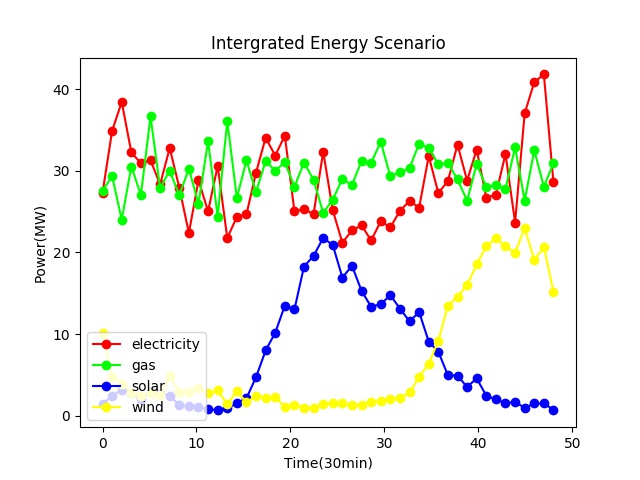 Intergrated Energy Scenario
Power(MW)
40
30
20
10
0
electricity
gas
solar
wind
0 10 20 30 40 50
Time(30min)